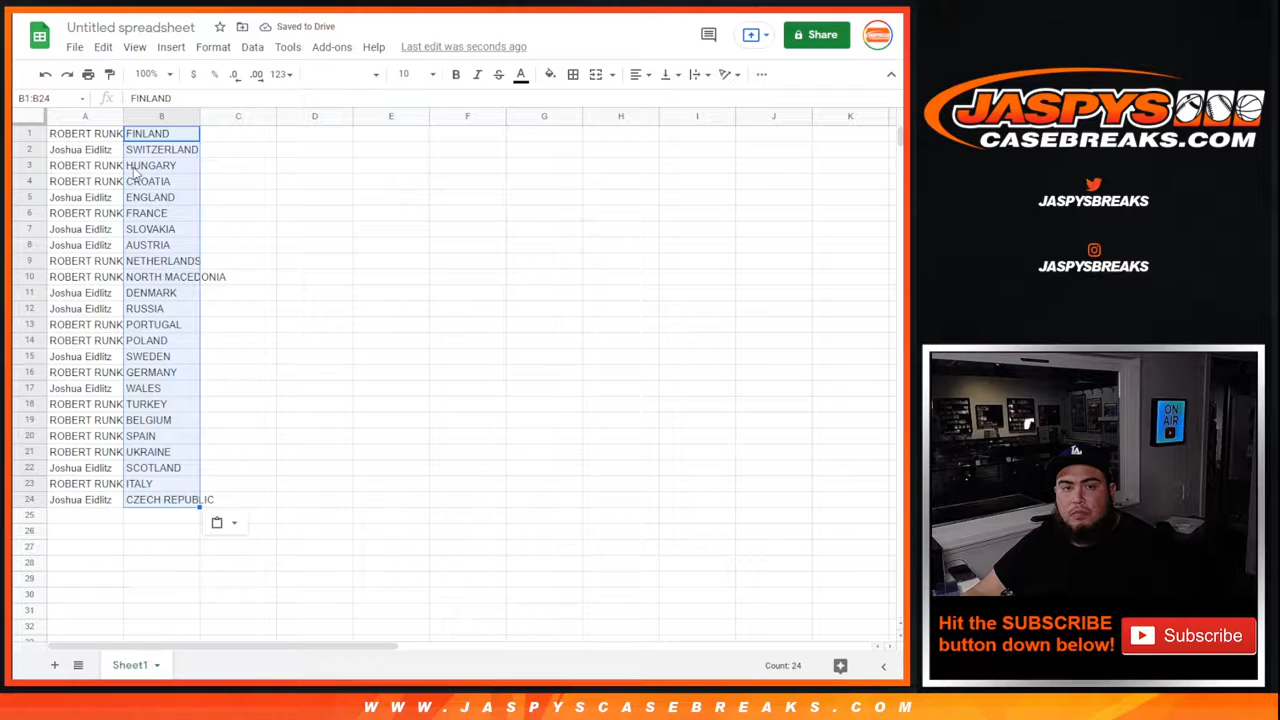 Untitled spreadsheet
Saved to Drive
File Edit View Insert Format Data Tools Add-ons Help Last edit was seconds ago
Share
100% $ % .0 .00 123 10 B I S A
B1:B24 fx FINLAND
A B C D E F G H I J K
1 ROBERT RUNK FINLAND
2 Joshua Eidlitz SWITZERLAND
3 ROBERT RUNK HUNGARY
4 ROBERT RUNK CROATIA
5 Joshua Eidlitz ENGLAND
6 ROBERT RUNK FRANCE
7 Joshua Eidlitz SLOVAKIA
8 Joshua Eidlitz AUSTRIA
9 ROBERT RUNK NETHERLANDS
10 ROBERT RUNK NORTH MACEDONIA
11 Joshua Eidlitz DENMARK
12 Joshua Eidlitz RUSSIA
13 ROBERT RUNK PORTUGAL
14 ROBERT RUNK POLAND
15 Joshua Eidlitz SWEDEN
16 ROBERT RUNK GERMANY
17 Joshua Eidlitz WALES
18 ROBERT RUNK TURKEY
19 ROBERT RUNK BELGIUM
20 ROBERT RUNK SPAIN
21 ROBERT RUNK UKRAINE
22 Joshua Eidlitz SCOTLAND
23 ROBERT RUNK ITALY
24 Joshua Eidlitz CZECH REPUBLIC
25
26
27
28
29
30
31
32
Sheet1
Count: 24
JASPYS
CASEBREAKS.COM
JASPYSBREAKS
JASPYSBREAKS
ON
AIR
Hit the SUBSCRIBE
button down below!
Subscribe
WWW.JASPYSCASEBREAKS.COM